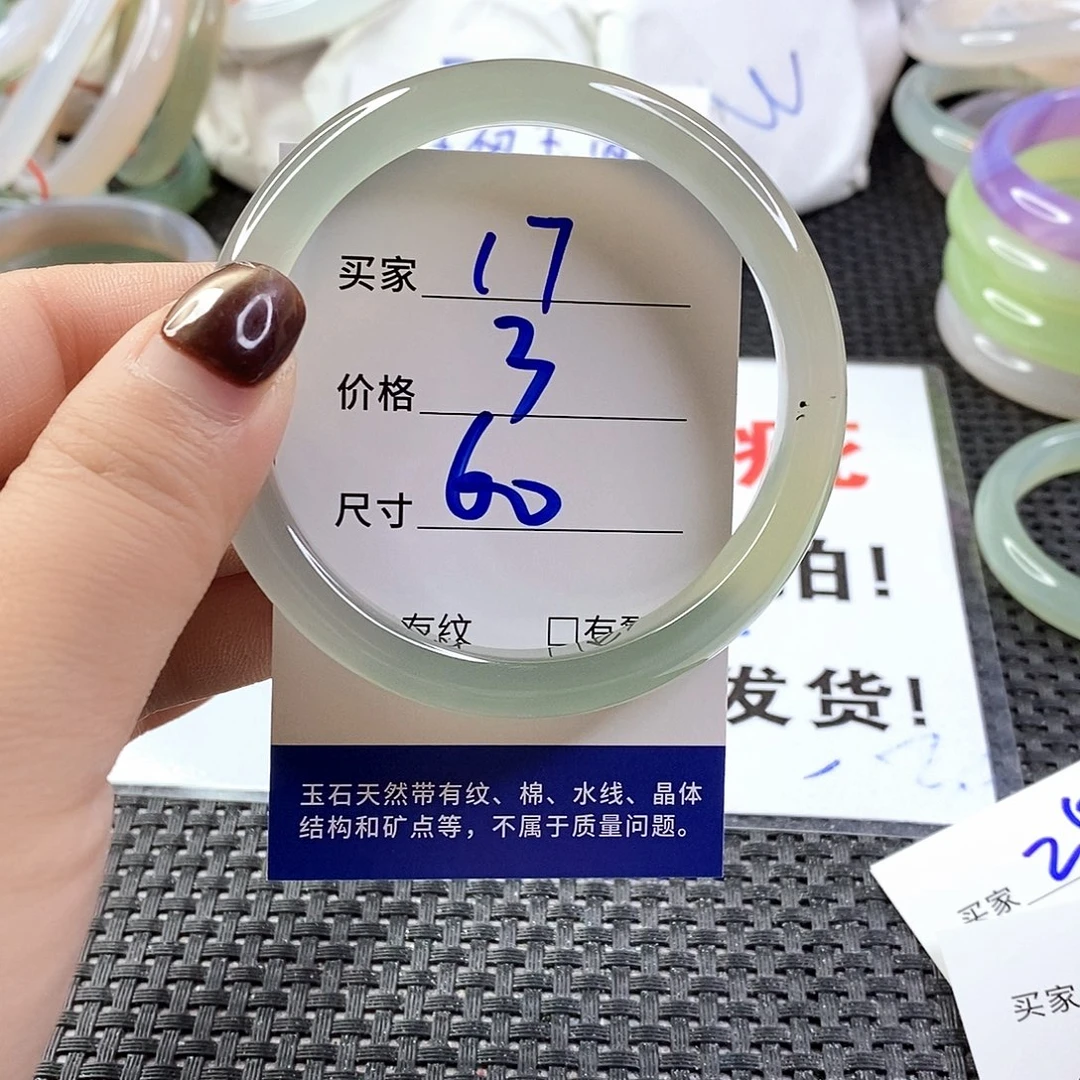 买家 17
价格 3
尺寸 60
有纹 □有
玉石天然带有纹、棉、水线、晶体
结构和矿点等，不属于质量问题。
疵
拍！
发货！
买家
买家